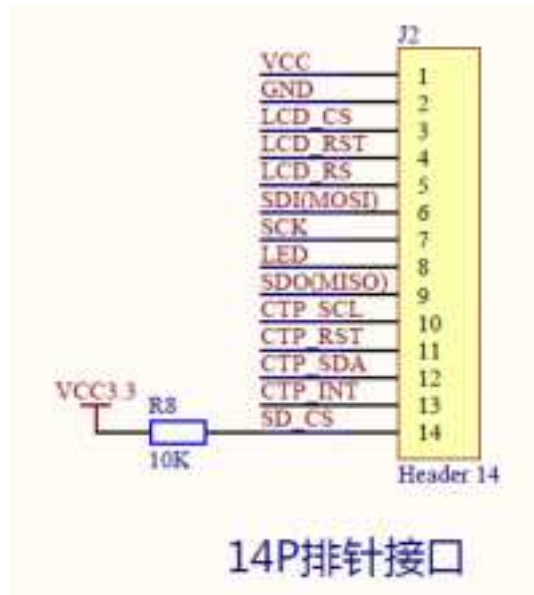 J2
VCC 1
GND 2
LCD_CS 3
LCD_RST 4
LCD_RS 5
SDI(MOSI) 6
SCK 7
LED 8
SDO(MISO) 9
CTP_SCL 10
CTP_RST 11
CTP_SDA 12
CTP_INT 13
VCC3.3 R8 SD_CS 14
10K Header 14
14P排针接口